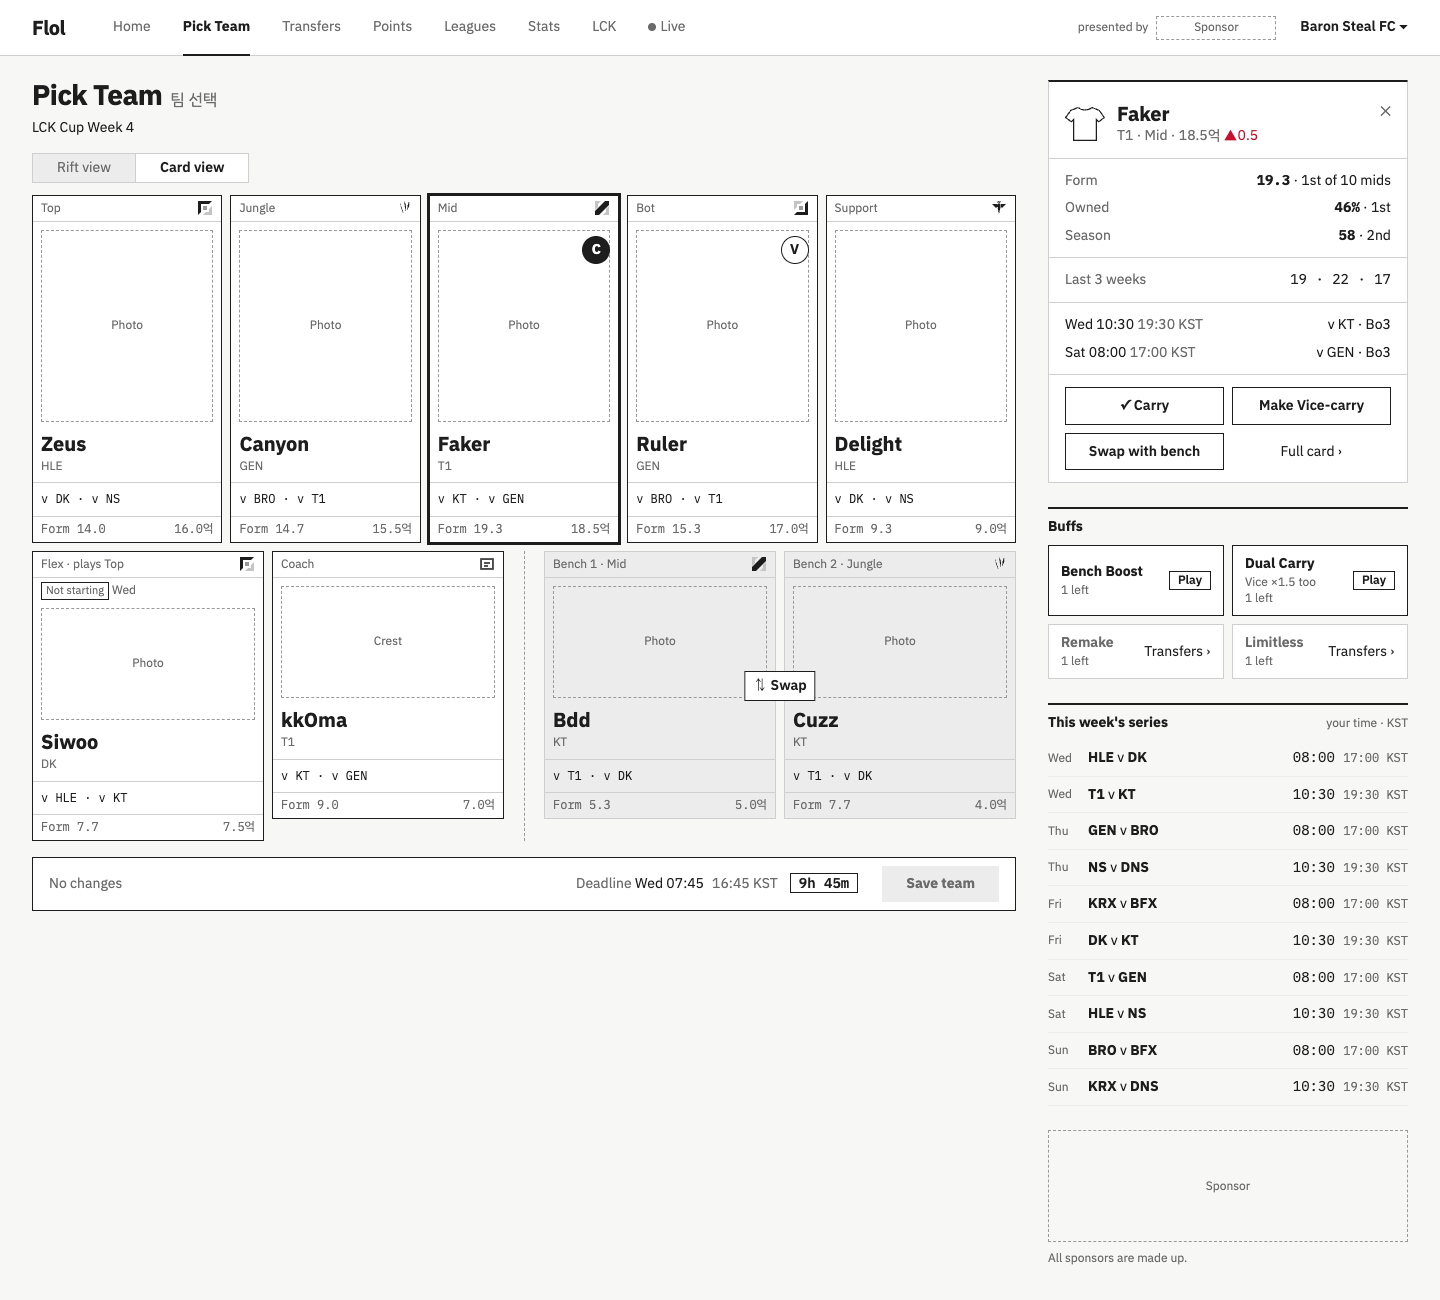 Flol
Home Pick Team Transfers Points Leagues Stats LCK Live
presented by Sponsor Baron Steal FC
Pick Team 팀 선택
LCK Cup Week 4
Rift view Card view
Top
Photo
Zeus
HLE
v DK · v NS
Form 14.0 16.0억
Jungle
Photo
Canyon
GEN
v BRO · v T1
Form 14.7 15.5억
Mid
C
Photo
Faker
T1
v KT · v GEN
Form 19.3 18.5억
Bot
V
Photo
Ruler
GEN
v BRO · v T1
Form 15.3 17.0억
Support
Photo
Delight
HLE
v DK · v NS
Form 9.3 9.0억
Flex · plays Top
Not starting Wed
Photo
Siwoo
DK
v HLE · v KT
Form 7.7 7.5억
Coach
Crest
kkOma
T1
v KT · v GEN
Form 9.0 7.0억
Bench 1 · Mid
Photo
Bdd
KT
v T1 · v DK
Form 5.3 5.0억
⇅ Swap
Bench 2 · Jungle
Photo
Cuzz
KT
v T1 · v DK
Form 7.7 4.0억
No changes Deadline Wed 07:45 16:45 KST 9h 45m Save team
Faker ×
T1 · Mid · 18.5억 ▲0.5
Form 19.3 · 1st of 10 mids
Owned 46% · 1st
Season 58 · 2nd
Last 3 weeks 19 · 22 · 17
Wed 10:30 19:30 KST v KT · Bo3
Sat 08:00 17:00 KST v GEN · Bo3
✓ Carry Make Vice-carry
Swap with bench Full card ›
Buffs
Bench Boost
1 left
Play
Dual Carry
Vice ×1.5 too
1 left
Play
Remake
1 left
Transfers ›
Limitless
1 left
Transfers ›
This week's series your time · KST
Wed HLE v DK 08:00 17:00 KST
Wed T1 v KT 10:30 19:30 KST
Thu GEN v BRO 08:00 17:00 KST
Thu NS v DNS 10:30 19:30 KST
Fri KRX v BFX 08:00 17:00 KST
Fri DK v KT 10:30 19:30 KST
Sat T1 v GEN 08:00 17:00 KST
Sat HLE v NS 10:30 19:30 KST
Sun BRO v BFX 08:00 17:00 KST
Sun KRX v DNS 10:30 19:30 KST
Sponsor
All sponsors are made up.